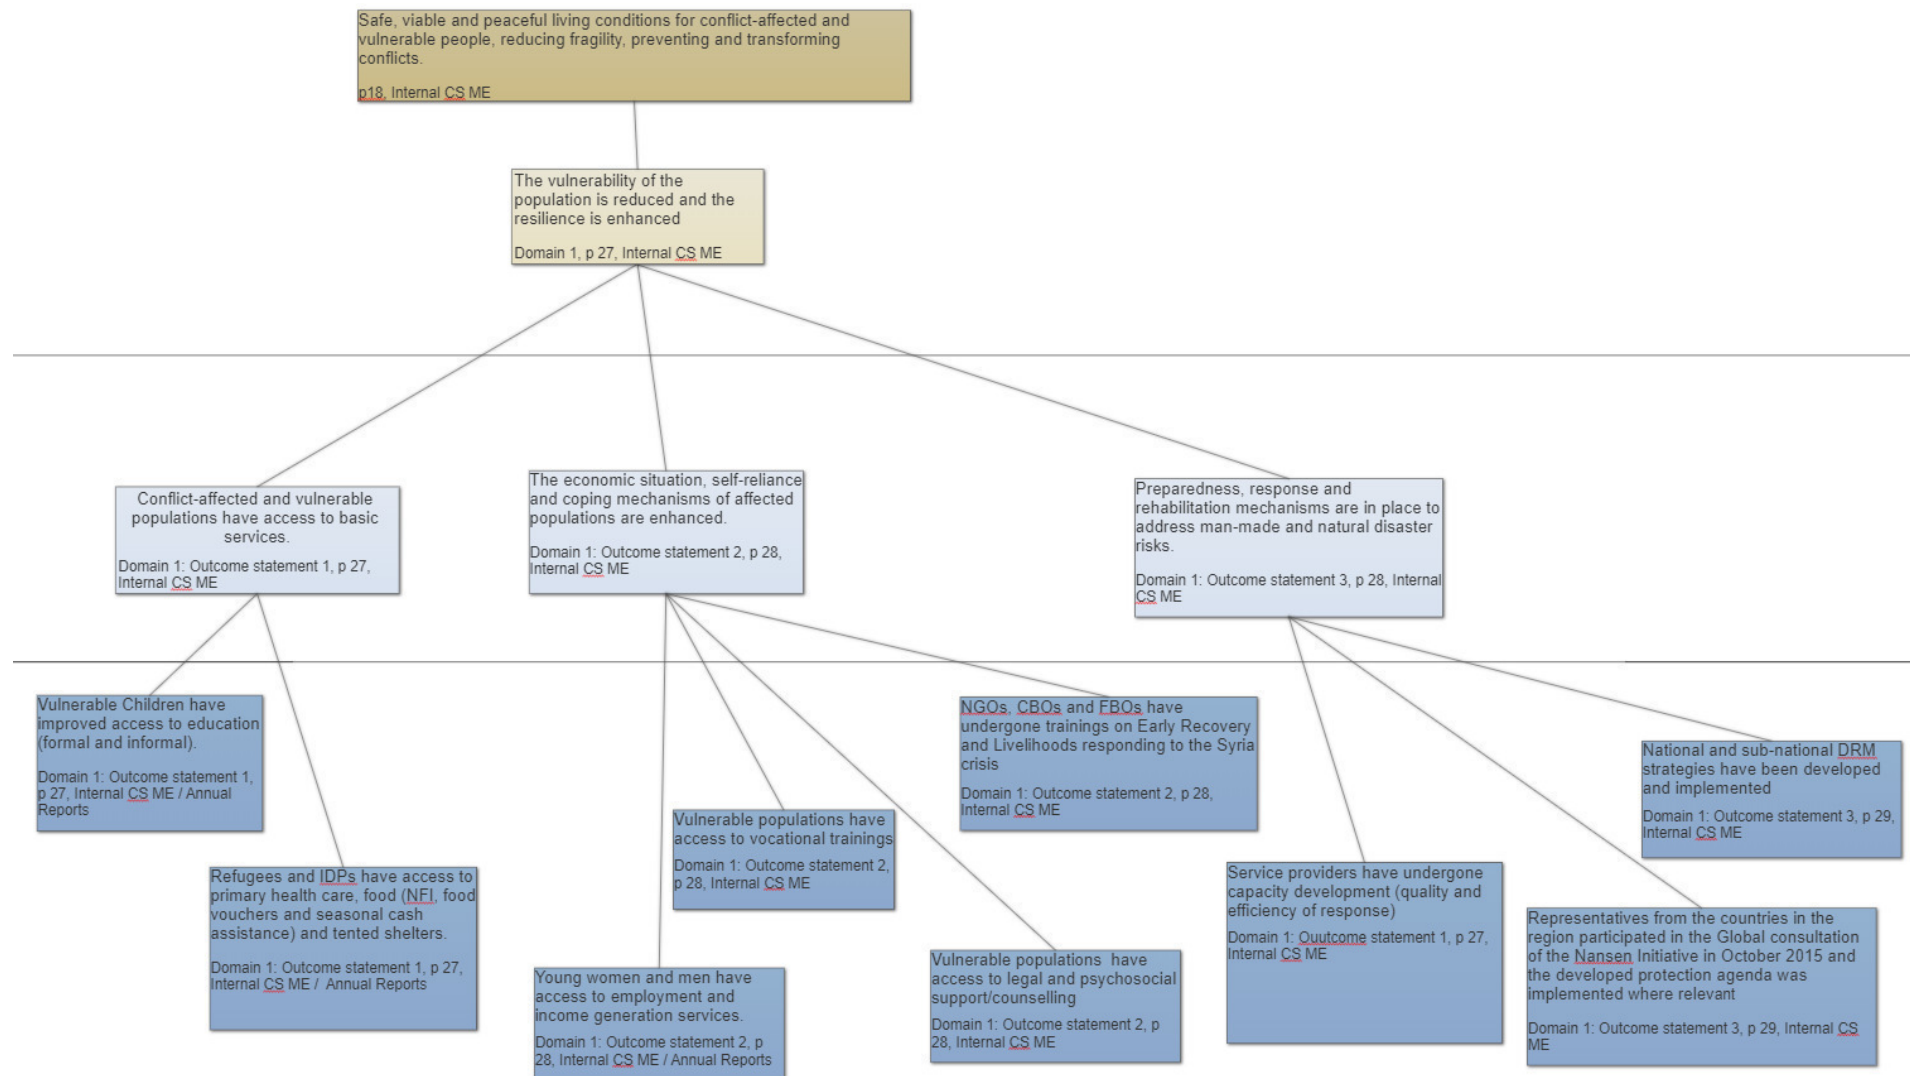 Safe, viable and peaceful living conditions for conflict-affected and
vulnerable people, reducing fragility, preventing and transforming
conflicts.
p18, Internal CS ME
The vulnerability of the
population is reduced and the
resilience is enhanced
Domain 1, p 27, Internal CS ME
Conflict-affected and vulnerable
populations have access to basic
services.
Domain 1: Outcome statement 1, p 27,
Internal CS ME
The economic situation, self-reliance
and coping mechanisms of affected
populations are enhanced.
Domain 1: Outcome statement 2, p 28,
Internal CS ME
Preparedness, response and
rehabilitation mechanisms are in place to
address man-made and natural disaster
risks.
Domain 1: Outcome statement 3, p 28, Internal
CS ME
Vulnerable Children have
improved access to education
(formal and informal).
Domain 1: Outcome statement 1,
p 27, Internal CS ME / Annual
Reports
Refugees and IDPs have access to
primary health care, food (NFI, food
vouchers and seasonal cash
assistance) and tented shelters.
Domain 1: Outcome statement 1, p 27,
Internal CS ME / Annual Reports
Young women and men have
access to employment and
income generation services.
Domain 1: Outcome statement 2, p
28, Internal CS ME / Annual Reports
Vulnerable populations have
access to vocational trainings
Domain 1: Outcome statement 2,
p 28, Internal CS ME
Vulnerable populations have
access to legal and psychosocial
support/counselling
Domain 1: Outcome statement 2, p
28, Internal CS ME
NGOs, CBOs and FBOs have
undergone trainings on Early Recovery
and Livelihoods responding to the Syria
crisis
Domain 1: Outcome statement 2, p 28,
Internal CS ME
Service providers have undergone
capacity development (quality and
efficiency of response)
Domain 1: Ouutcome statement 1, p 27,
Internal CS ME
Representatives from the countries in the
region participated in the Global consultation
of the Nansen Initiative in October 2015 and
the developed protection agenda was
implemented where relevant
Domain 1: Outcome statement 3, p 29, Internal CS
ME
National and sub-national DRM
strategies have been developed
and implemented
Domain 1: Outcome statement 3, p 29,
Internal CS ME